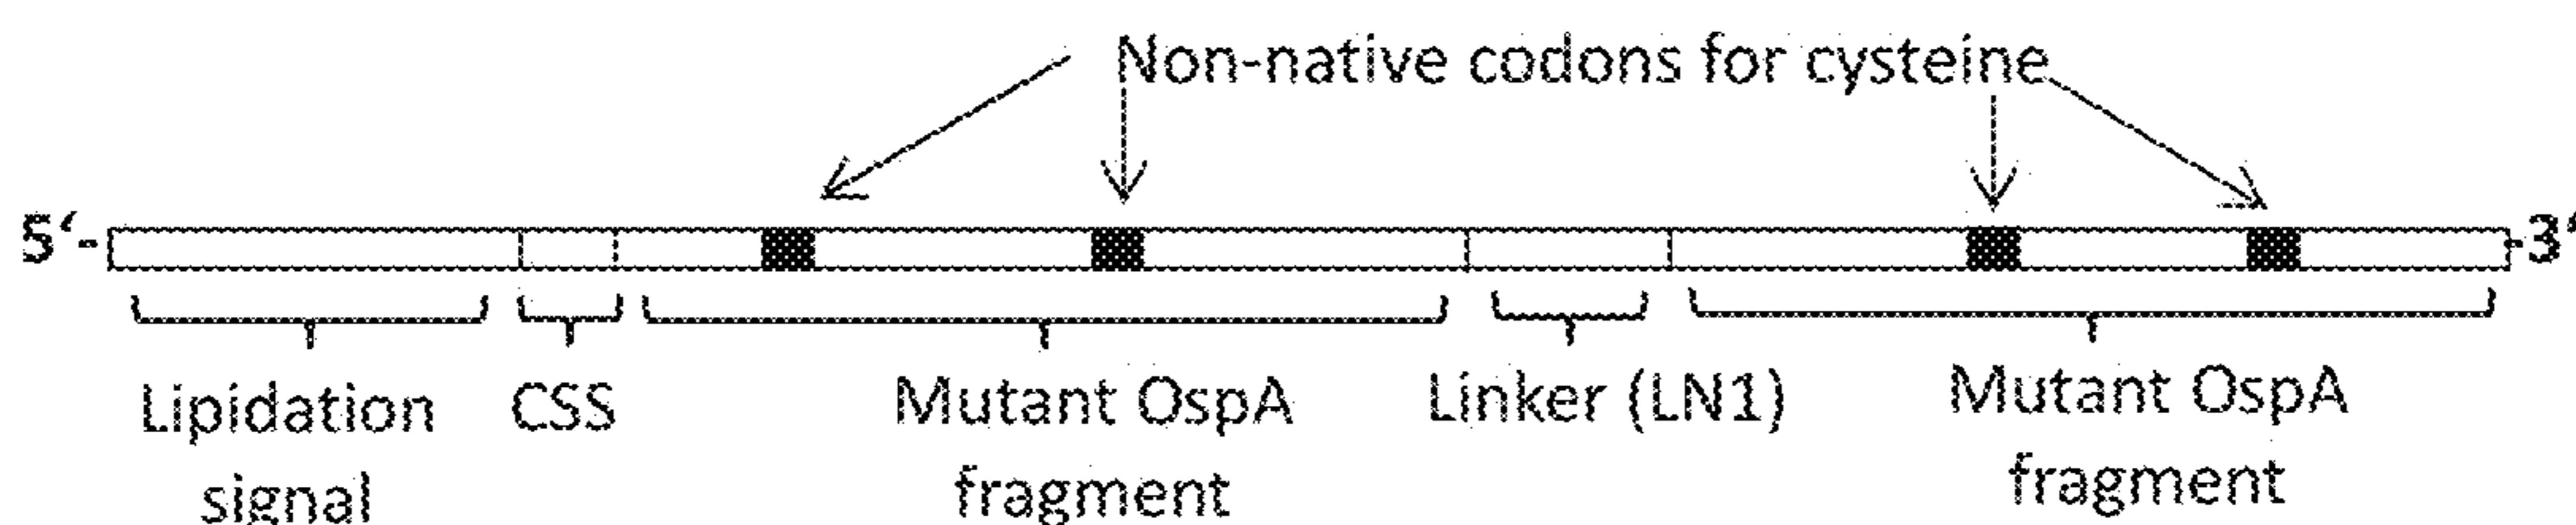 Non-native codons for cysteine
5‘-
-3‘
Lipidation
signal
CSS
Mutant OspA
fragment
Linker (LN1)
Mutant OspA
fragment